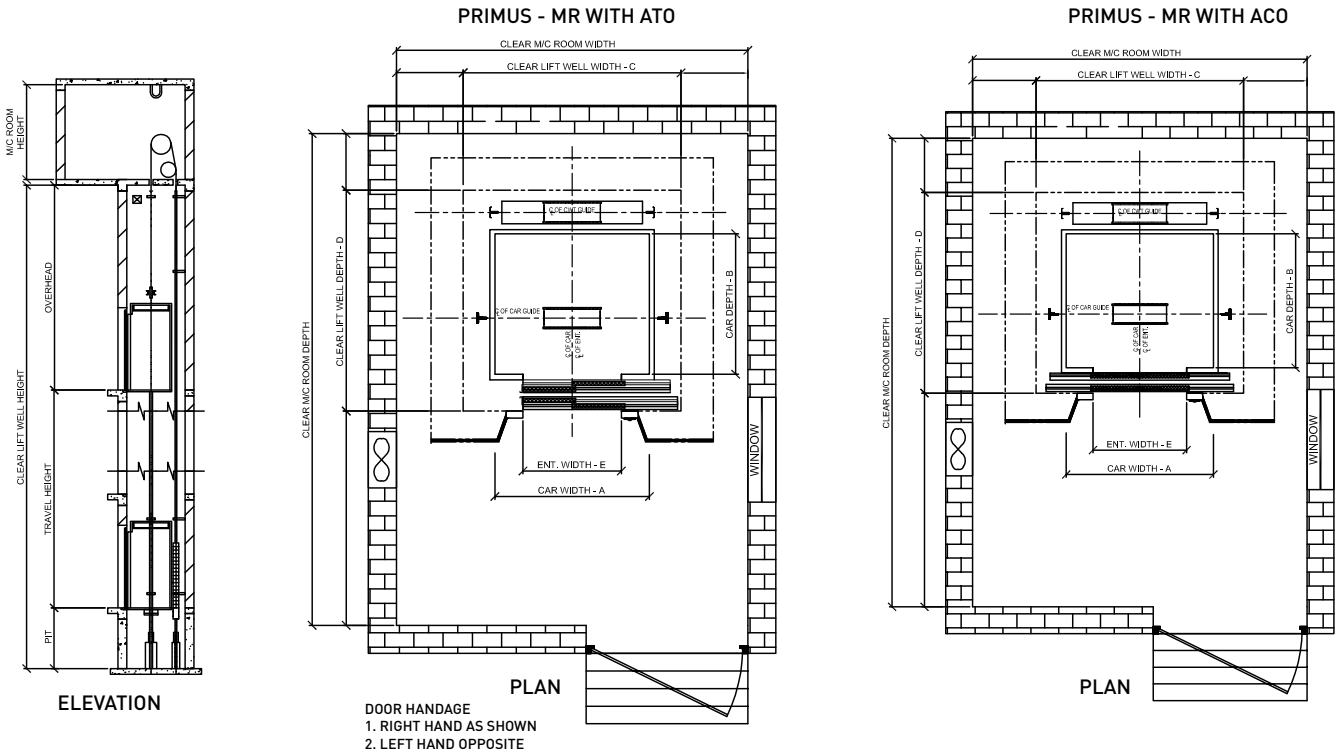 PRIMUS - MR WITH ATO
CLEAR M/C ROOM WIDTH
CLEAR LIFT WELL WIDTH - C
CLEAR M/C ROOM DEPTH
CLEAR LIFT WELL DEPTH - D
℄ OF CWT GUIDE
℄ OF CAR GUIDE
℄ OF CAR
℄ OF ENT.
CAR DEPTH - B
ENT. WIDTH - E
CAR WIDTH - A
WINDOW
PLAN
DOOR HANDAGE
1. RIGHT HAND AS SHOWN
2. LEFT HAND OPPOSITE
PRIMUS - MR WITH ACO
CLEAR M/C ROOM WIDTH
CLEAR LIFT WELL WIDTH - C
CLEAR M/C ROOM DEPTH
CLEAR LIFT WELL DEPTH - D
℄ OF CWT GUIDE
℄ OF CAR GUIDE
℄ OF CAR
℄ OF ENT.
CAR DEPTH - B
ENT. WIDTH - E
CAR WIDTH - A
WINDOW
PLAN
M/C ROOM
HEIGHT
OVERHEAD
CLEAR LIFT WELL HEIGHT
TRAVEL HEIGHT
PIT
ELEVATION